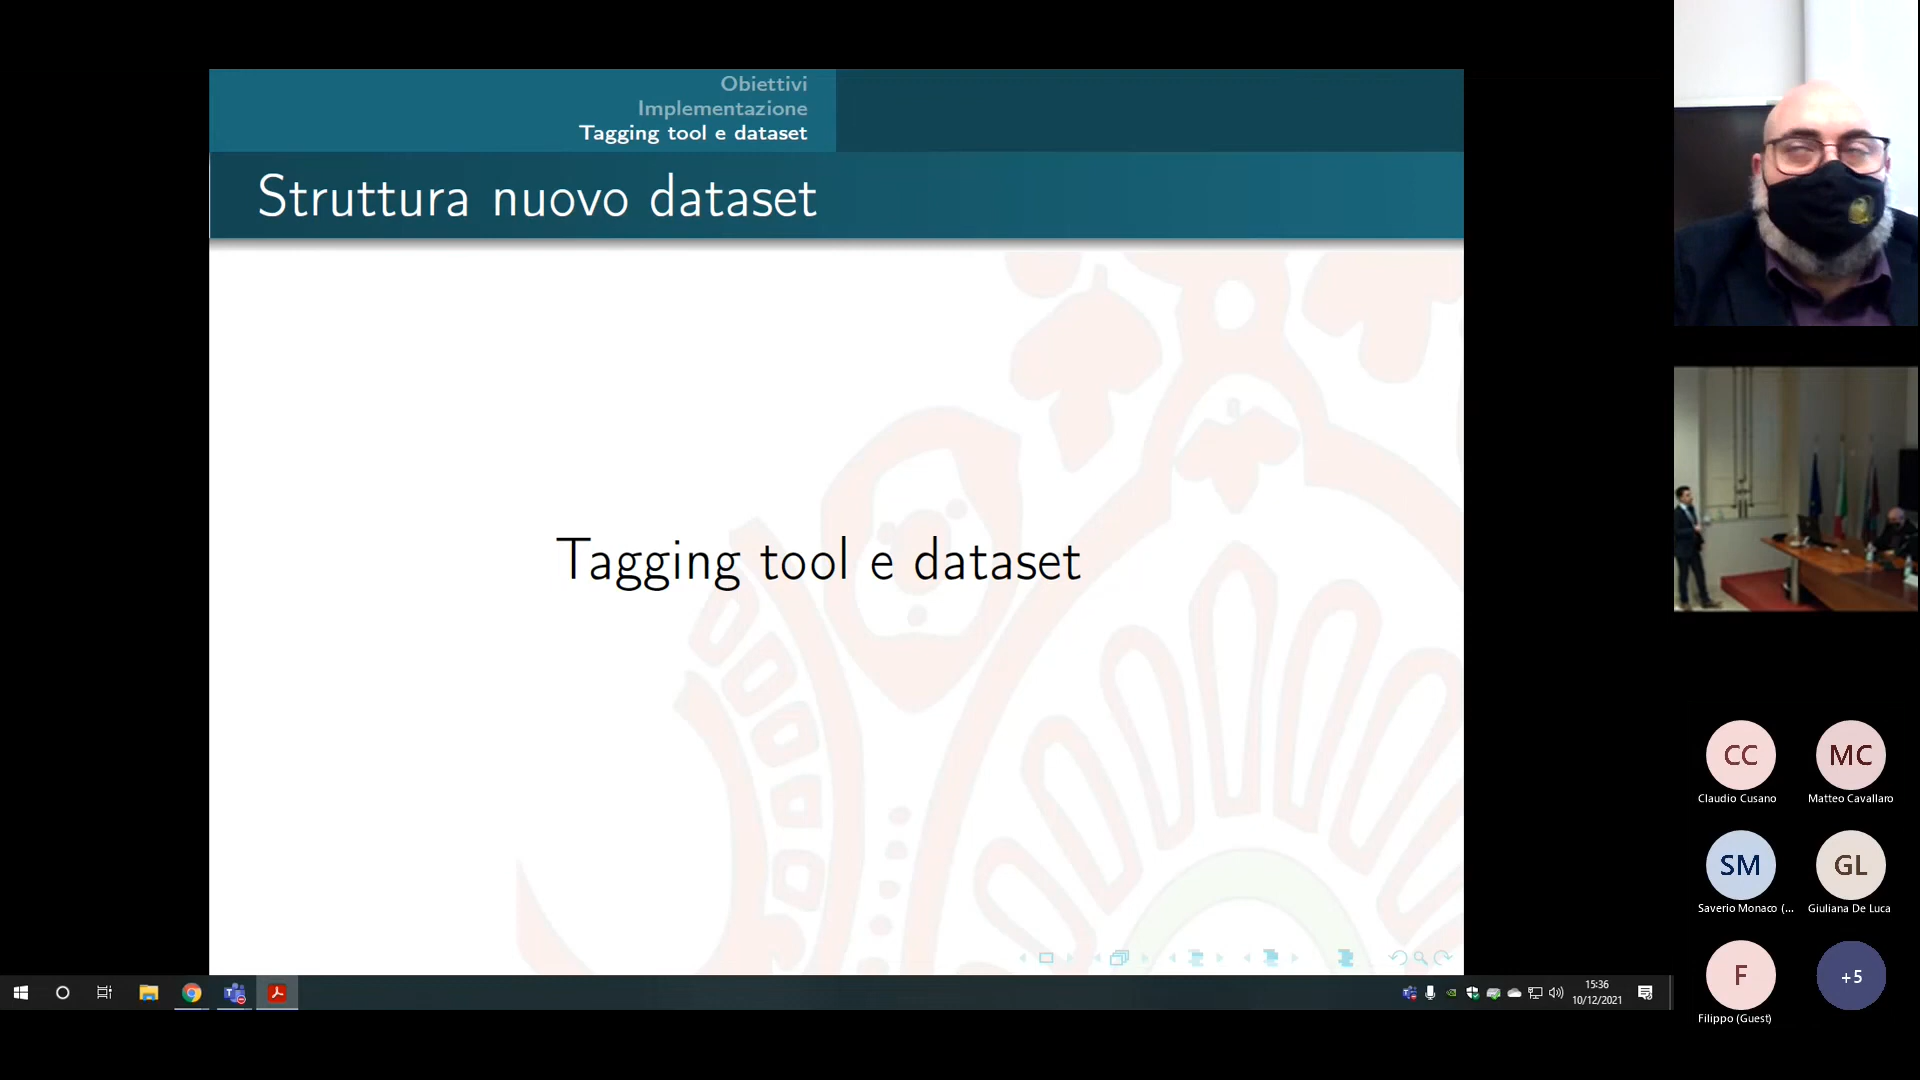 Obiettivi
Implementazione
Tagging tool e dataset
Struttura nuovo dataset
Tagging tool e dataset
CC
MC
Claudio Cusano
Matteo Cavallaro
SM
GL
Saverio Monaco (...
Giuliana De Luca
F
+5
Filippo (Guest)
15:36
10/12/2021